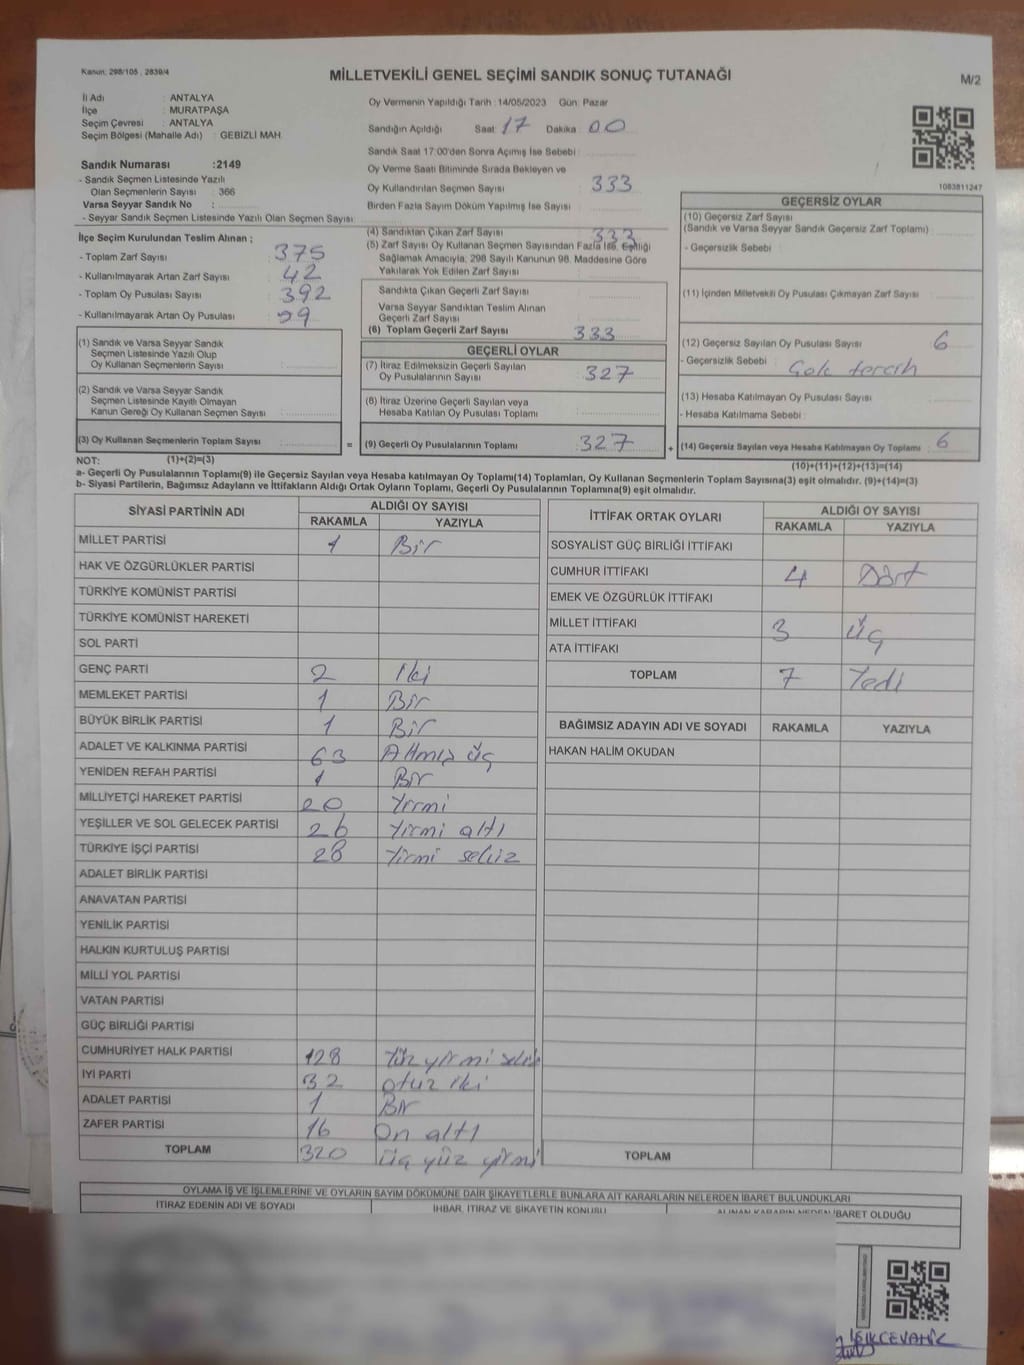 Kanun: 298/105 , 2839/4
MİLLETVEKİLİ GENEL SEÇİMİ SANDIK SONUÇ TUTANAĞI
M/2
İl Adı : ANTALYA
İlçe : MURATPAŞA
Seçim Çevresi : ANTALYA
Seçim Bölgesi (Mahalle Adı) : GEBİZLİ MAH.
Sandık Numarası :2149
- Sandık Seçmen Listesinde Yazılı
Olan Seçmenlerin Sayısı : 366
Varsa Seyyar Sandık No :
- Seyyar Sandık Seçmen Listesinde Yazılı Olan Seçmen Sayısı :
Oy Vermenin Yapıldığı Tarih :14/05/2023 Gün: Pazar
Sandığın Açıldığı Saat : 17 Dakika : 00
Sandık Saat 17:00'den Sonra Açımış İse Sebebi :
Oy Verme Saati Bitiminde Sırada Bekleyen ve
Oy Kullandırılan Seçmen Sayısı : 333
Birden Fazla Sayım Döküm Yapılmış İse Sayısı :
1083811247
İlçe Seçim Kurulundan Teslim Alınan ;
- Toplam Zarf Sayısı : 375
- Kullanılmayarak Artan Zarf Sayısı : 42
- Toplam Oy Pusulası Sayısı : 392
- Kullanılmayarak Artan Oy Pusulası :
(4) Sandıktan Çıkan Zarf Sayısı : 333
(5) Zarf Sayısı Oy Kullanan Seçmen Sayısından Fazla İse, Eşitliği
Sağlamak Amacıyla, 298 Sayılı Kanunun 98. Maddesine Göre
Yakılarak Yok Edilen Zarf Sayısı :
Sandıkta Çıkan Geçerli Zarf Sayısı :
Varsa Seyyar Sandıktan Teslim Alınan
Geçerli Zarf Sayısı :
(6) Toplam Geçerli Zarf Sayısı : 333
GEÇERSİZ OYLAR
(10) Geçersiz Zarf Sayısı
(Sandık ve Varsa Seyyar Sandık Geçersiz Zarf Toplamı) :
- Geçersizlik Sebebi :
(11) İçinden Milletvekili Oy Pusulası Çıkmayan Zarf Sayısı :
(12) Geçersiz Sayılan Oy Pusulası Sayısı : 6
- Geçersizlik Sebebi : Çok tercih
(13) Hesaba Katılmayan Oy Pusulası Sayısı :
- Hesaba Katılmama Sebebi :
(14) Geçersiz Sayılan veya Hesaba Katılmayan Oy Toplamı : 6
(10)+(11)+(12)+(13)=(14)
(1) Sandık ve Varsa Seyyar Sandık
Seçmen Listesinde Yazılı Olup
Oy Kullanan Seçmenlerin Sayısı :
(2) Sandık ve Varsa Seyyar Sandık
Seçmen Listesinde Kayıtlı Olmayan
Kanun Gereği Oy Kullanan Seçmen Sayısı :
(3) Oy Kullanan Seçmenlerin Toplam Sayısı :
(1)+(2)=(3)
=
GEÇERLİ OYLAR
(7) İtiraz Edilmeksizin Geçerli Sayılan
Oy Pusulalarının Sayısı : 327
(8) İtiraz Üzerine Geçerli Sayılan veya
Hesaba Katılan Oy Pusulası Toplamı :
(9) Geçerli Oy Pusulalarının Toplamı : 327
+
NOT:
a- Geçerli Oy Pusulalarının Toplamı(9) ile Geçersiz Sayılan veya Hesaba katılmayan Oy Toplamı(14) Toplamları, Oy Kullanan Seçmenlerin Toplam Sayısına(3) eşit olmalıdır. (9)+(14)=(3)
b- Siyasi Partilerin, Bağımsız Adayların ve İttifakların Aldığı Ortak Oyların Toplamı, Geçerli Oy Pusulalarının Toplamına(9) eşit olmalıdır.
SİYASİ PARTİNİN ADI ALDIĞI OY SAYISI
RAKAMLA YAZIYLA
MİLLET PARTİSİ 1 Bir
HAK VE ÖZGÜRLÜKLER PARTİSİ
TÜRKİYE KOMÜNİST PARTİSİ
TÜRKİYE KOMÜNİST HAREKETİ
SOL PARTİ
GENÇ PARTİ 2 İki
MEMLEKET PARTİSİ 1 Bir
BÜYÜK BİRLİK PARTİSİ 1 Bir
ADALET VE KALKINMA PARTİSİ 63 Altmış üç
YENİDEN REFAH PARTİSİ 1 Bir
MİLLİYETÇİ HAREKET PARTİSİ 20 Yirmi
YEŞİLLER VE SOL GELECEK PARTİSİ 26 Yirmi altı
TÜRKİYE İŞÇİ PARTİSİ 28 Yirmi sekiz
ADALET BİRLİK PARTİSİ
ANAVATAN PARTİSİ
YENİLİK PARTİSİ
HALKIN KURTULUŞ PARTİSİ
MİLLİ YOL PARTİSİ
VATAN PARTİSİ
GÜÇ BİRLİĞİ PARTİSİ
CUMHURİYET HALK PARTİSİ 128 Yüz yirmi sekiz
İYİ PARTİ 32 otuz iki
ADALET PARTİSİ 1 Bir
ZAFER PARTİSİ 16 On altı
TOPLAM 320 üç yüz yirmi
İTTİFAK ORTAK OYLARI ALDIĞI OY SAYISI
RAKAMLA YAZIYLA
SOSYALİST GÜÇ BİRLİĞİ İTTİFAKI
CUMHUR İTTİFAKI 4 Dört
EMEK VE ÖZGÜRLÜK İTTİFAKI
MİLLET İTTİFAKI 3 üç
ATA İTTİFAKI
TOPLAM 7 Yedi
BAĞIMSIZ ADAYIN ADI VE SOYADI RAKAMLA YAZIYLA
HAKAN HALİM OKUDAN
TOPLAM
OYLAMA İŞ VE İŞLEMLERİNE VE OYLARIN SAYIM DÖKÜMÜNE DAİR ŞİKAYETLERLE BUNLARA AİT KARARLARIN NELERDEN İBARET BULUNDUKLARI
İTİRAZ EDENİN ADI VE SOYADI İHBAR, İTİRAZ VE ŞİKAYETİN KONUSU ALINAN KARARIN NEDEN İBARET OLDUĞU